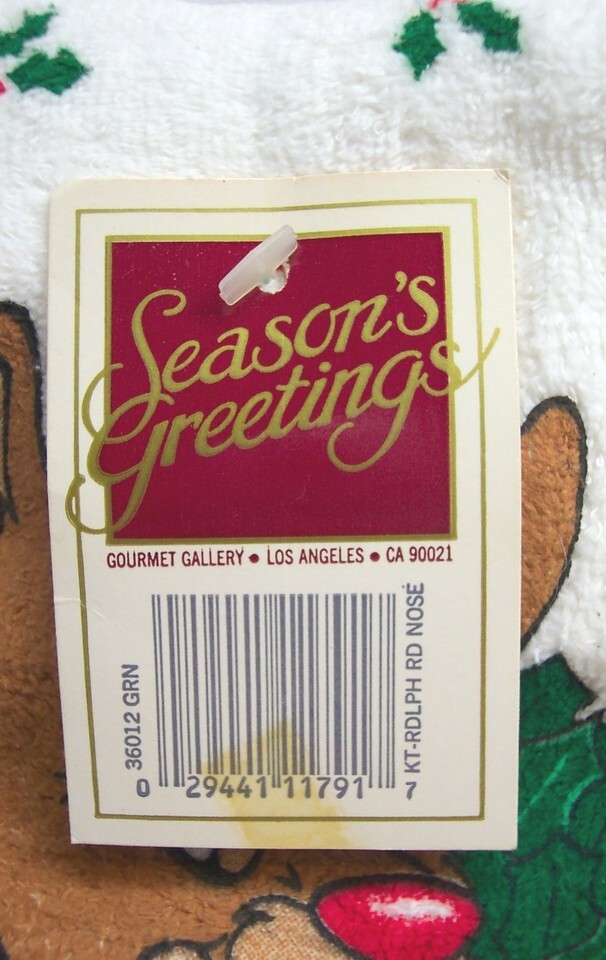 Season's
Greetings
GOURMET GALLERY • LOS ANGELES • CA 90021
36012 GRN
KT-RDLPH RD NOSE
0 29441 11791 7